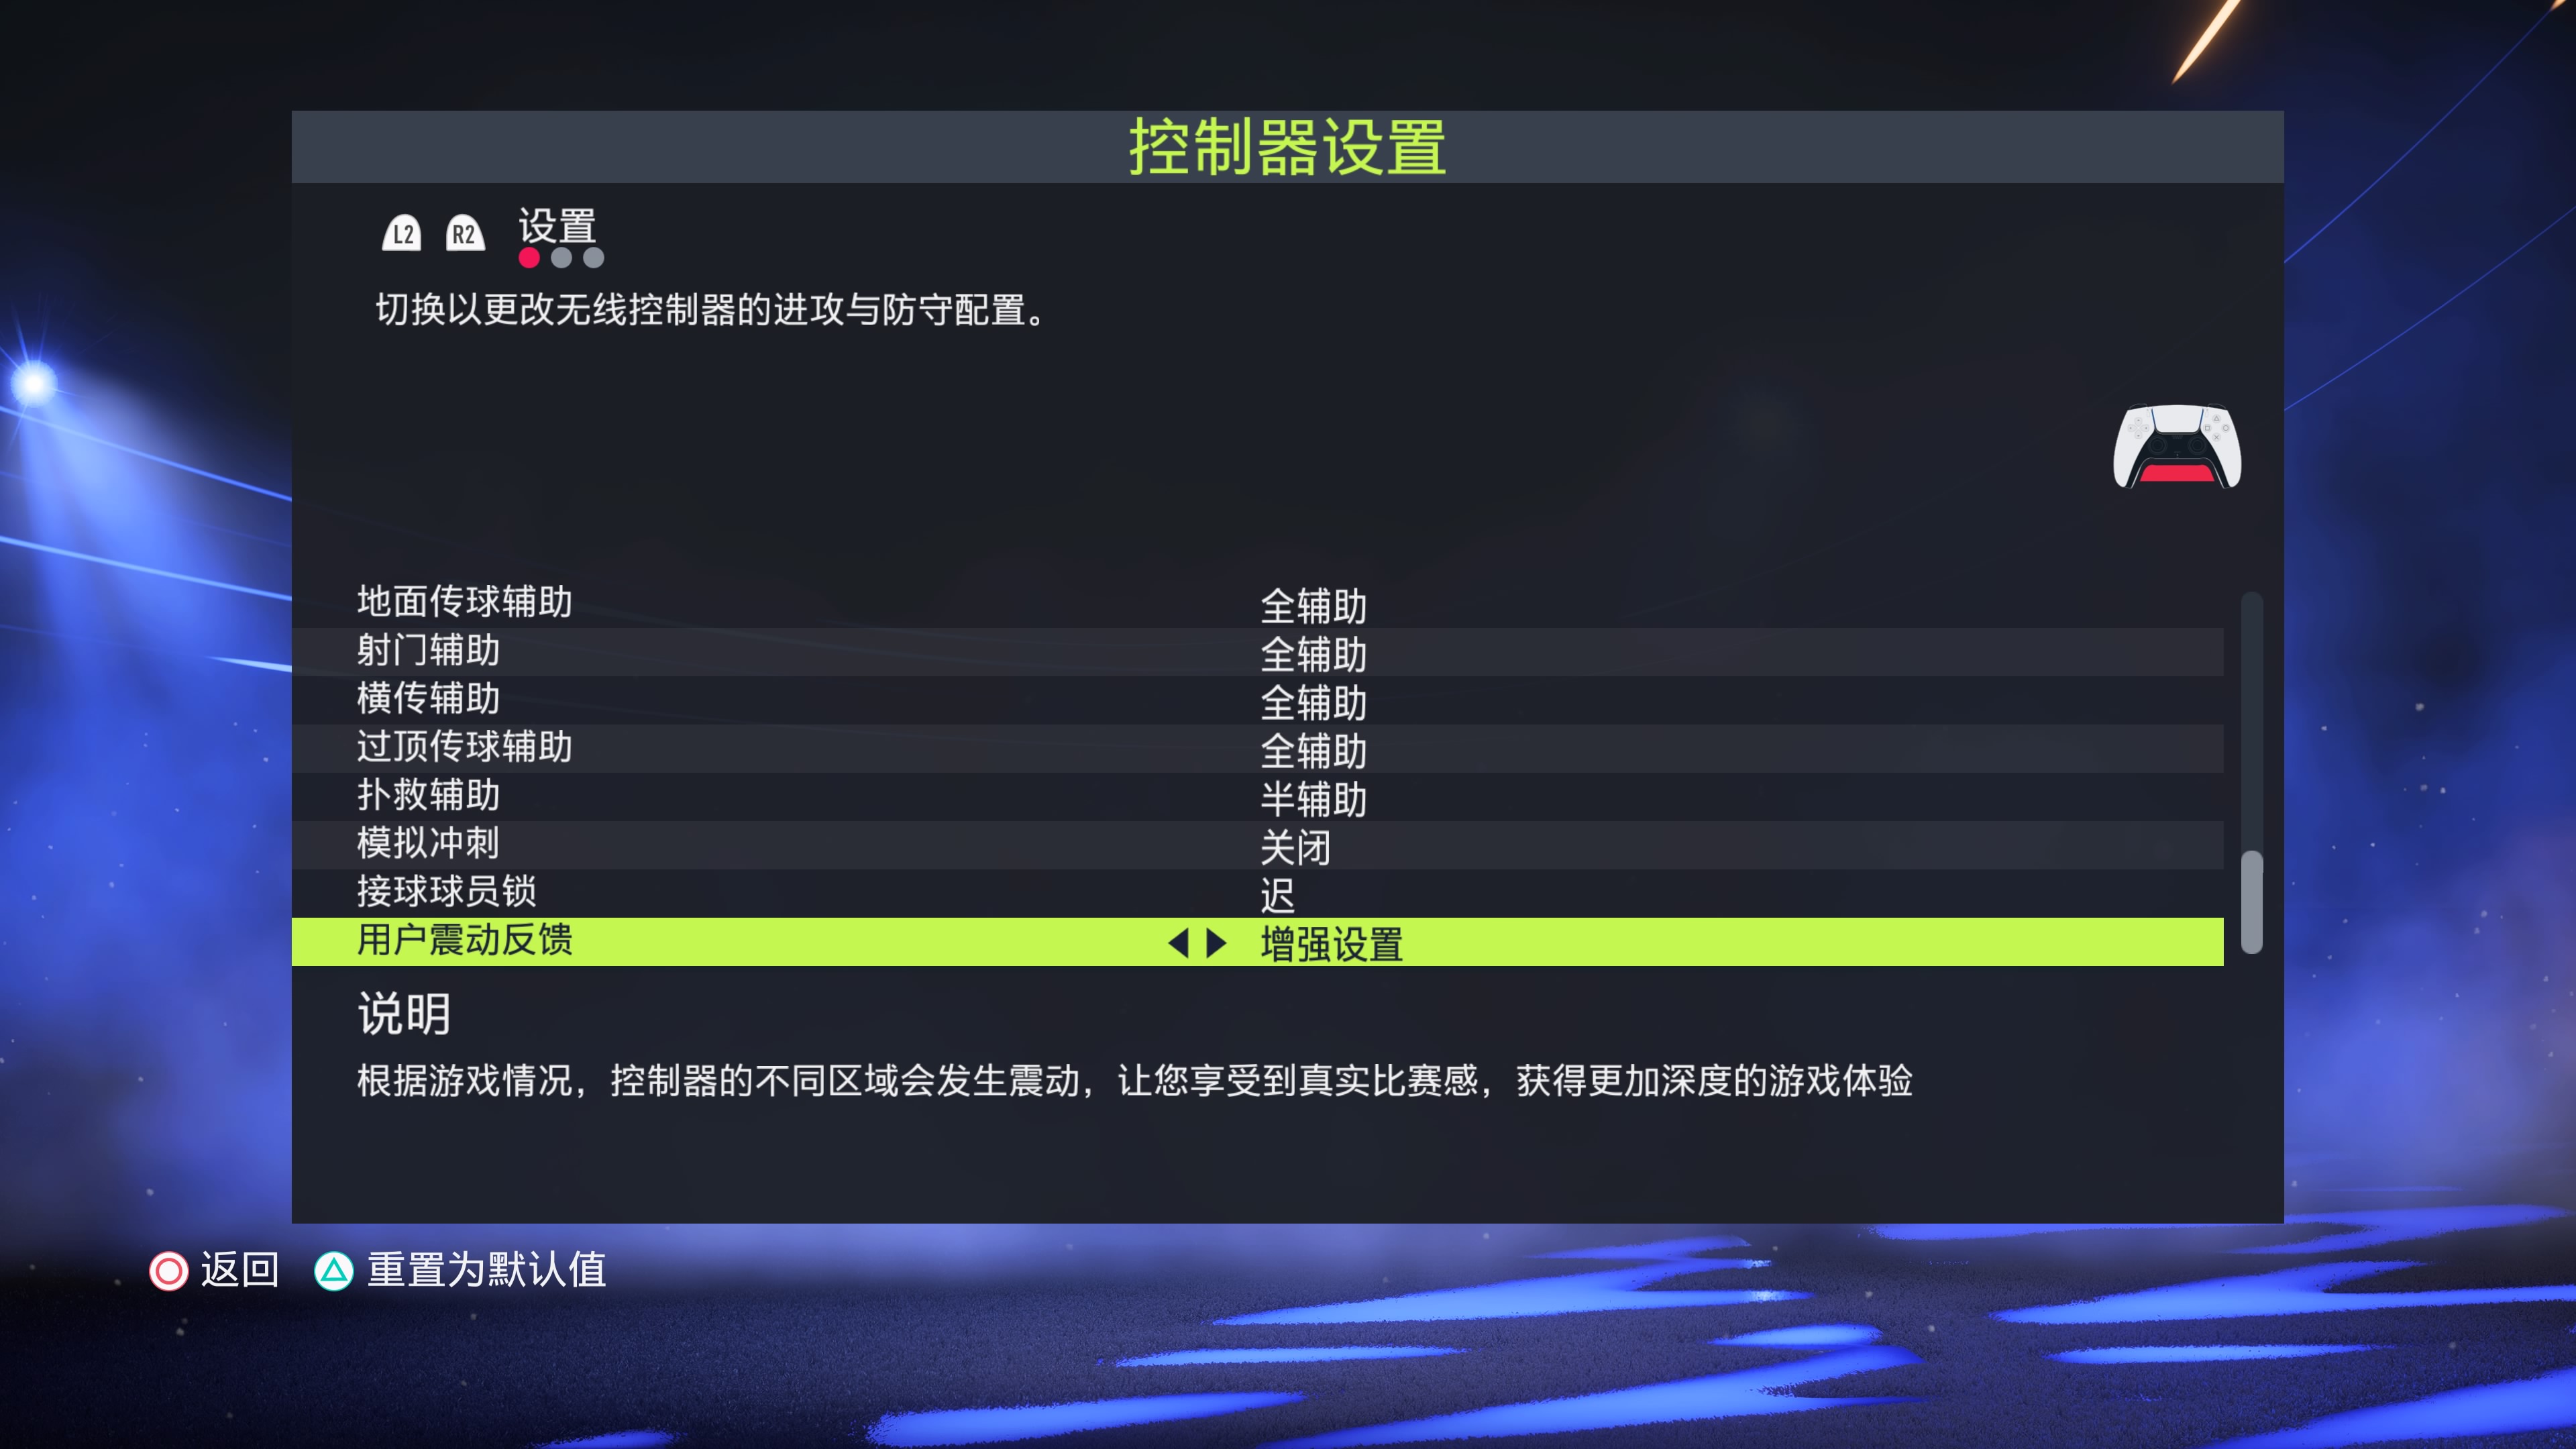 控制器设置
L2 R2 设置
切换以更改无线控制器的进攻与防守配置。
地面传球辅助 全辅助
射门辅助 全辅助
横传辅助 全辅助
过顶传球辅助 全辅助
扑救辅助 半辅助
模拟冲刺 关闭
接球球员锁 迟
用户震动反馈 增强设置
说明
根据游戏情况，控制器的不同区域会发生震动，让您享受到真实比赛感，获得更加深度的游戏体验
返回 重置为默认值